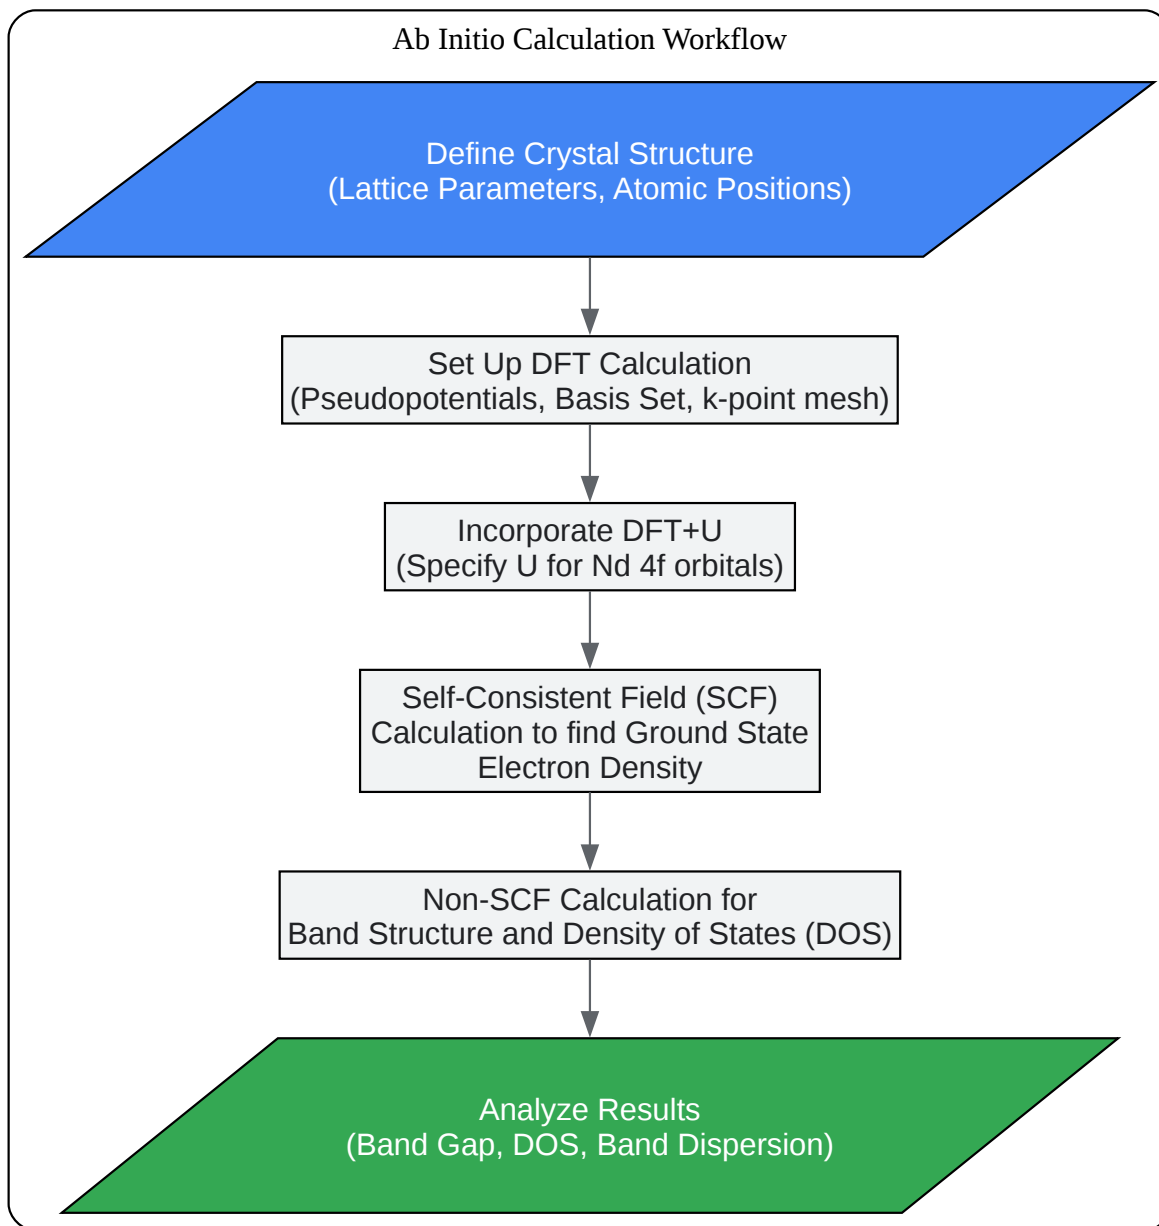 Ab Initio Calculation Workflow
Define Crystal Structure
(Lattice Parameters, Atomic Positions)
Set Up DFT Calculation
(Pseudopotentials, Basis Set, k-point mesh)
Incorporate DFT+U
(Specify U for Nd 4f orbitals)
Self-Consistent Field (SCF)
Calculation to find Ground State
Electron Density
Non-SCF Calculation for
Band Structure and Density of States (DOS)
Analyze Results
(Band Gap, DOS, Band Dispersion)